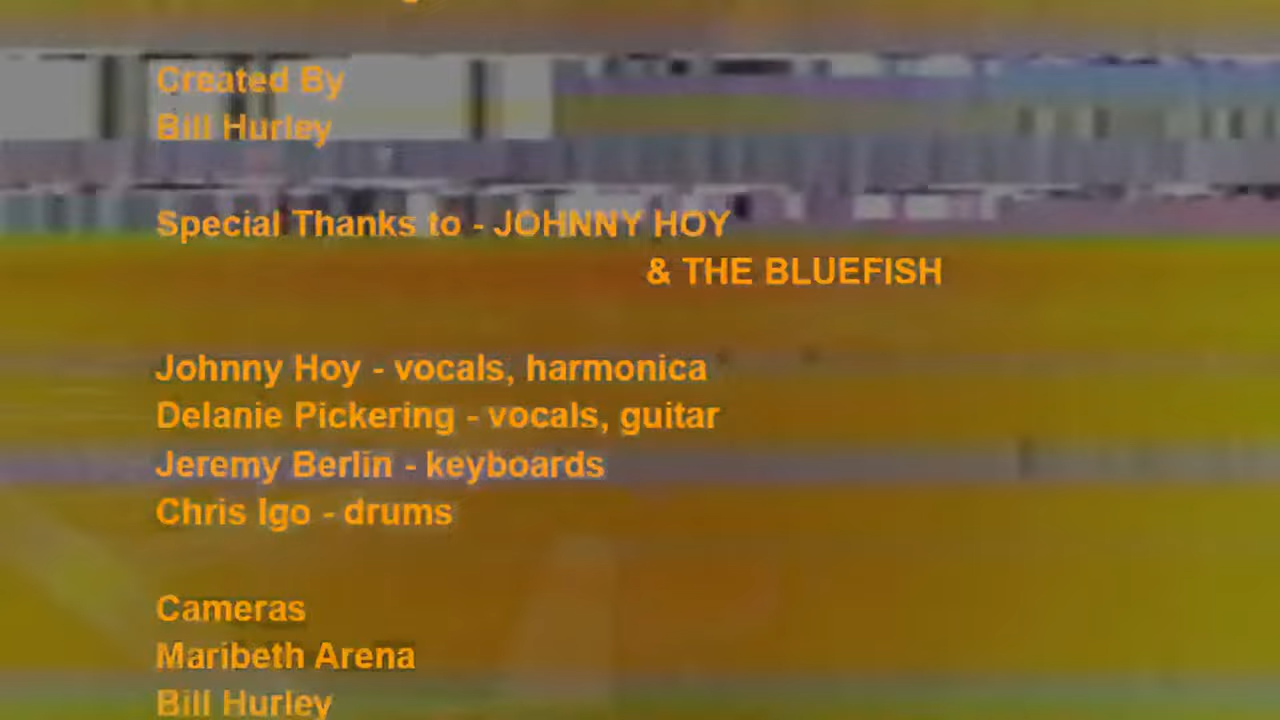 Created By
Bill Hurley
Special Thanks to - JOHNNY HOY
& THE BLUEFISH
Johnny Hoy - vocals, harmonica
Delanie Pickering - vocals, guitar
Jeremy Berlin - keyboards
Chris Igo - drums
Cameras
Maribeth Arena
Bill Hurley